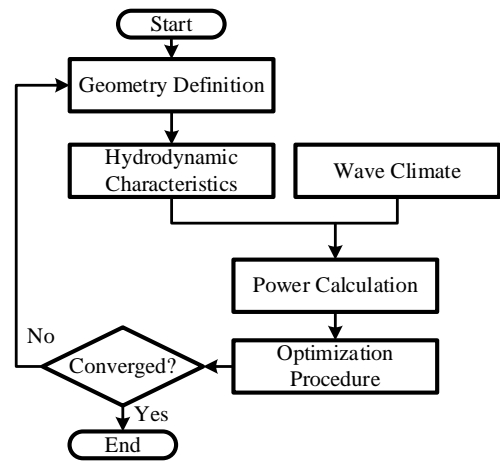 Start
Geometry Definition
Hydrodynamic
Characteristics
Wave Climate
Power Calculation
Optimization
Procedure
Converged?
No
Yes
End